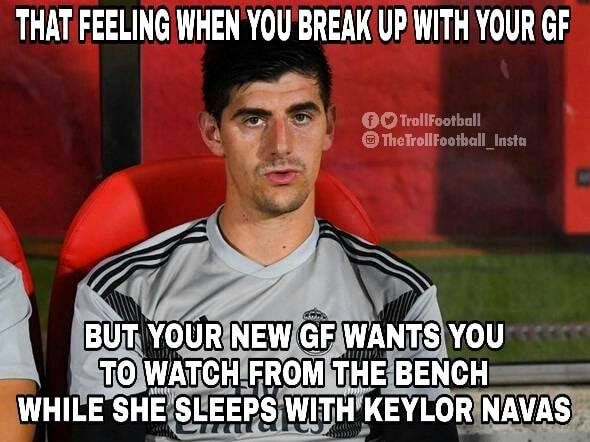 THAT FEELING WHEN YOU BREAK UP WITH YOUR GF
TrollFootball
TheTrollFootball_Insta
BUT YOUR NEW GF WANTS YOU
TO WATCH FROM THE BENCH
WHILE SHE SLEEPS WITH KEYLOR NAVAS